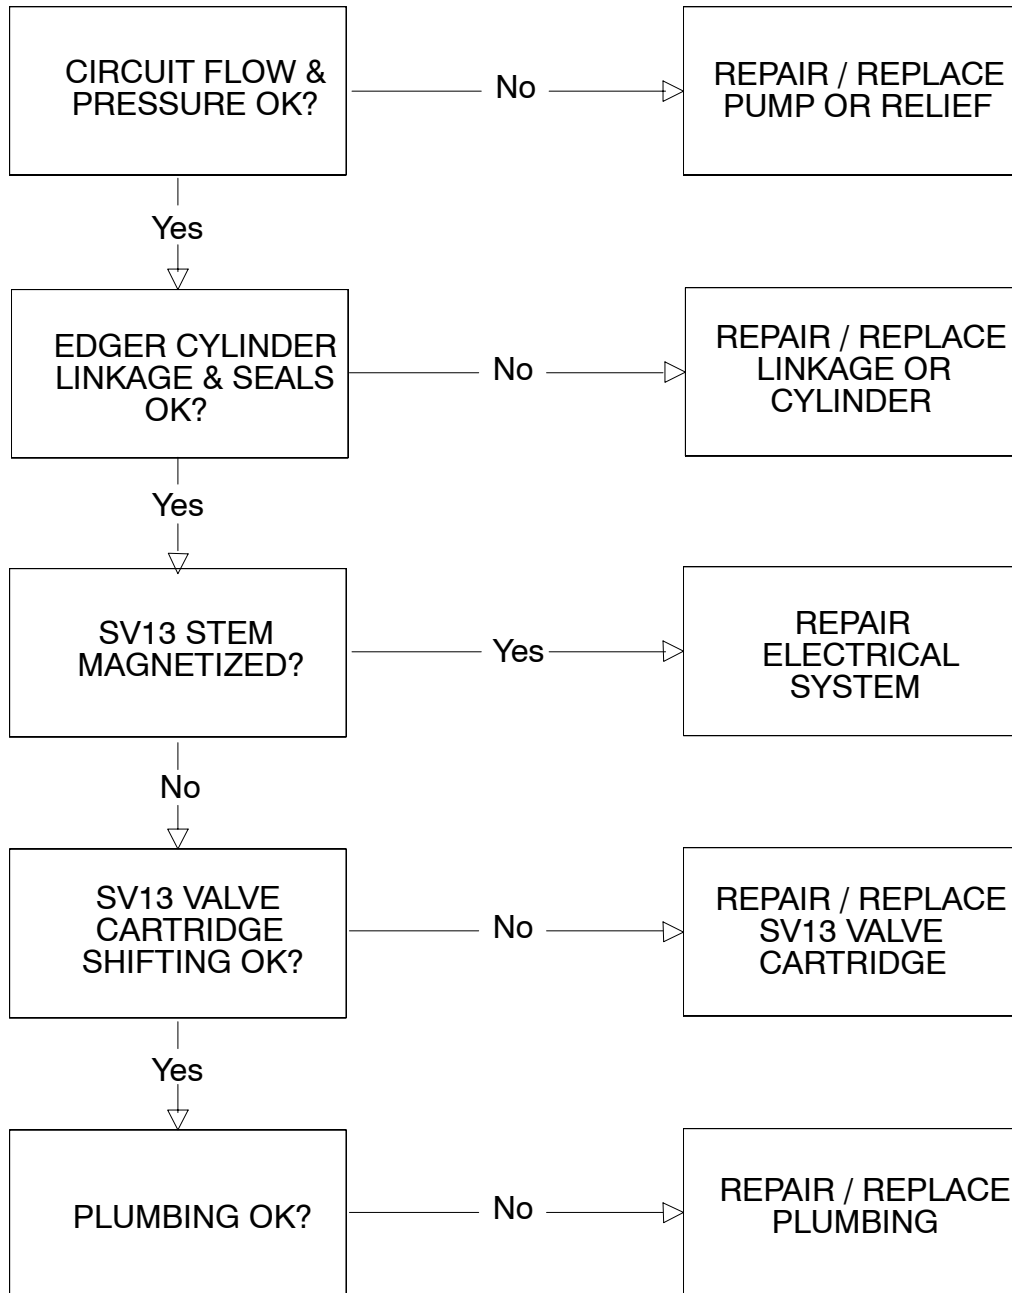 CIRCUIT FLOW &
PRESSURE OK?
No
REPAIR / REPLACE
PUMP OR RELIEF
Yes
EDGER CYLINDER
LINKAGE & SEALS
OK?
No
REPAIR / REPLACE
LINKAGE OR
CYLINDER
Yes
SV13 STEM
MAGNETIZED?
Yes
REPAIR
ELECTRICAL
SYSTEM
No
SV13 VALVE
CARTRIDGE
SHIFTING OK?
No
REPAIR / REPLACE
SV13 VALVE
CARTRIDGE
Yes
PLUMBING OK?
No
REPAIR / REPLACE
PLUMBING